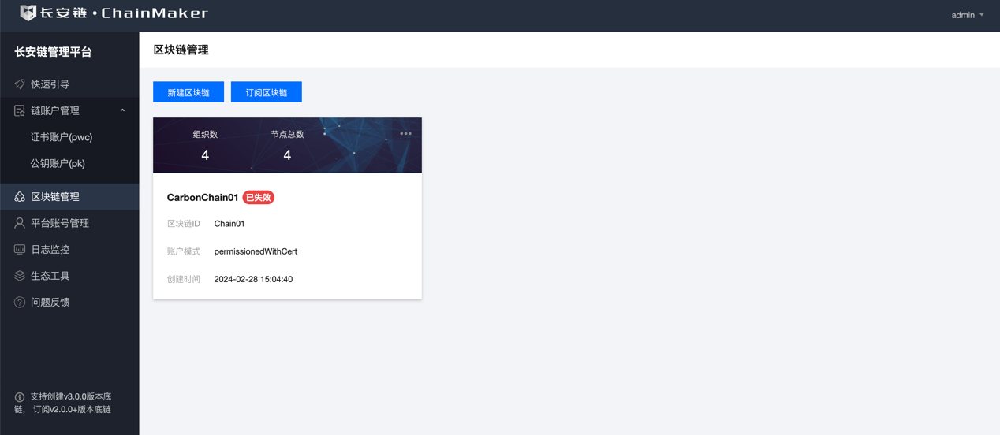 长安链·ChainMaker
admin
长安链管理平台
快速引导
链账户管理
证书账户(pwc)
公钥账户(pk)
区块链管理
平台账号管理
日志监控
生态工具
问题反馈
支持创建v3.0.0版本底
链， 订阅v2.0.0+版本底链
区块链管理
新建区块链 订阅区块链
组织数 节点总数
4 4
CarbonChain01 已失效
区块链ID Chain01
账户模式 permissionedWithCert
创建时间 2024-02-28 15:04:40